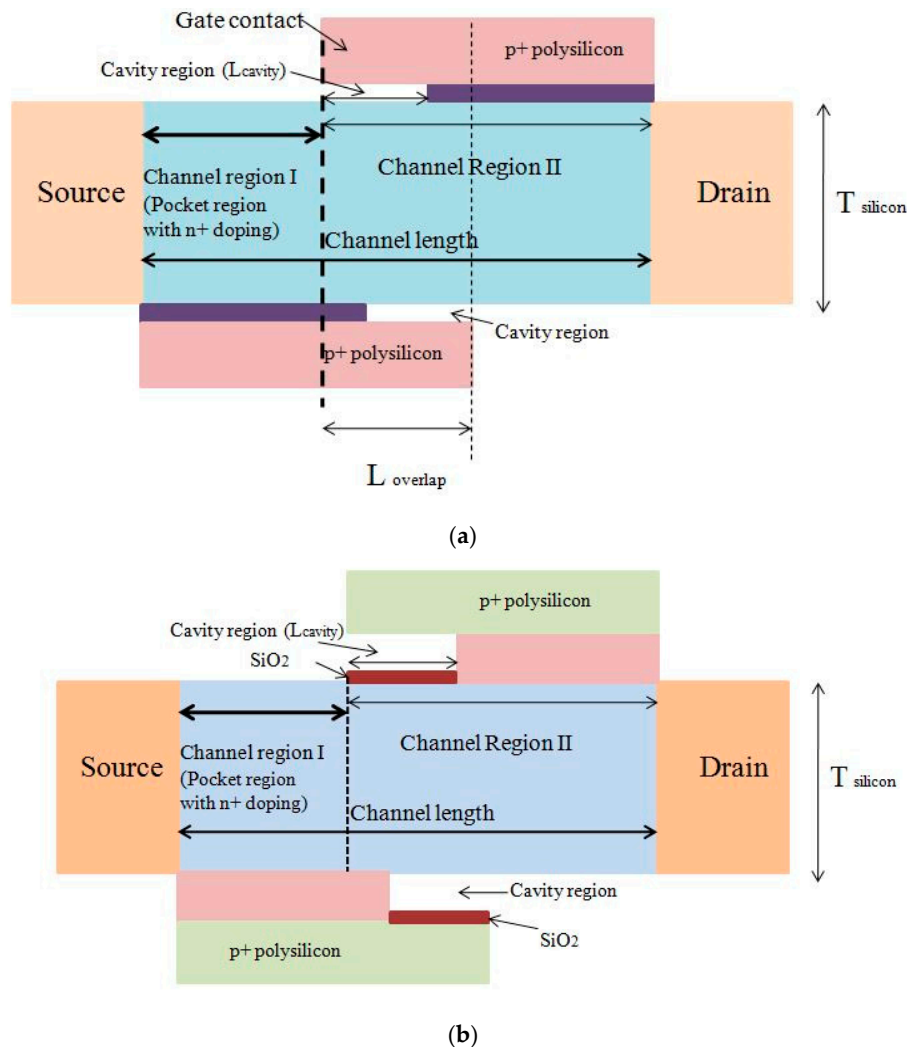 Gate contact
p+ polysilicon
Cavity region (Lcavity)
Source
Channel region I
(Pocket region
with n+ doping)
Channel Region II
Channel length
Drain
T silicon
Cavity region
p+ polysilicon
L overlap
(a)
p+ polysilicon
Cavity region (Lcavity)
SiO2
Source
Channel region I
(Pocket region
with n+ doping)
Channel Region II
Channel length
Drain
T silicon
Cavity region
SiO2
p+ polysilicon
(b)